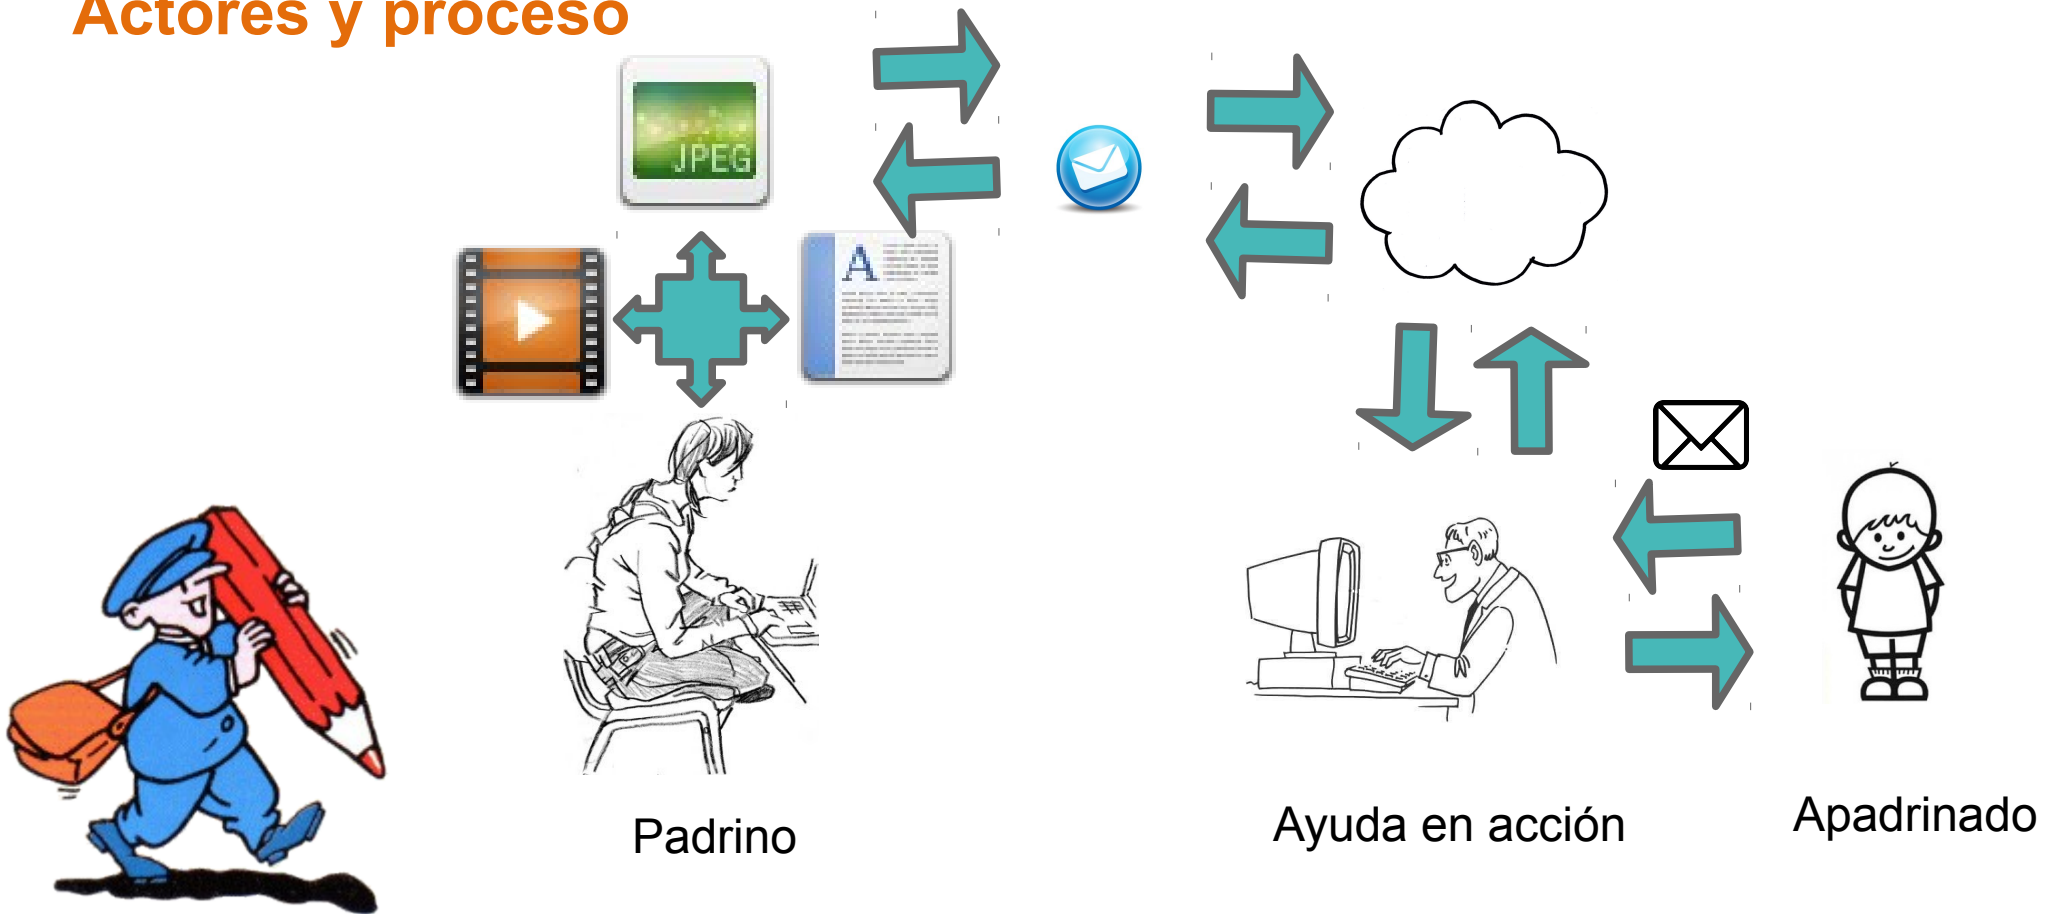 Actores y proceso
JPEG
A
Padrino
Ayuda en acción
Apadrinado